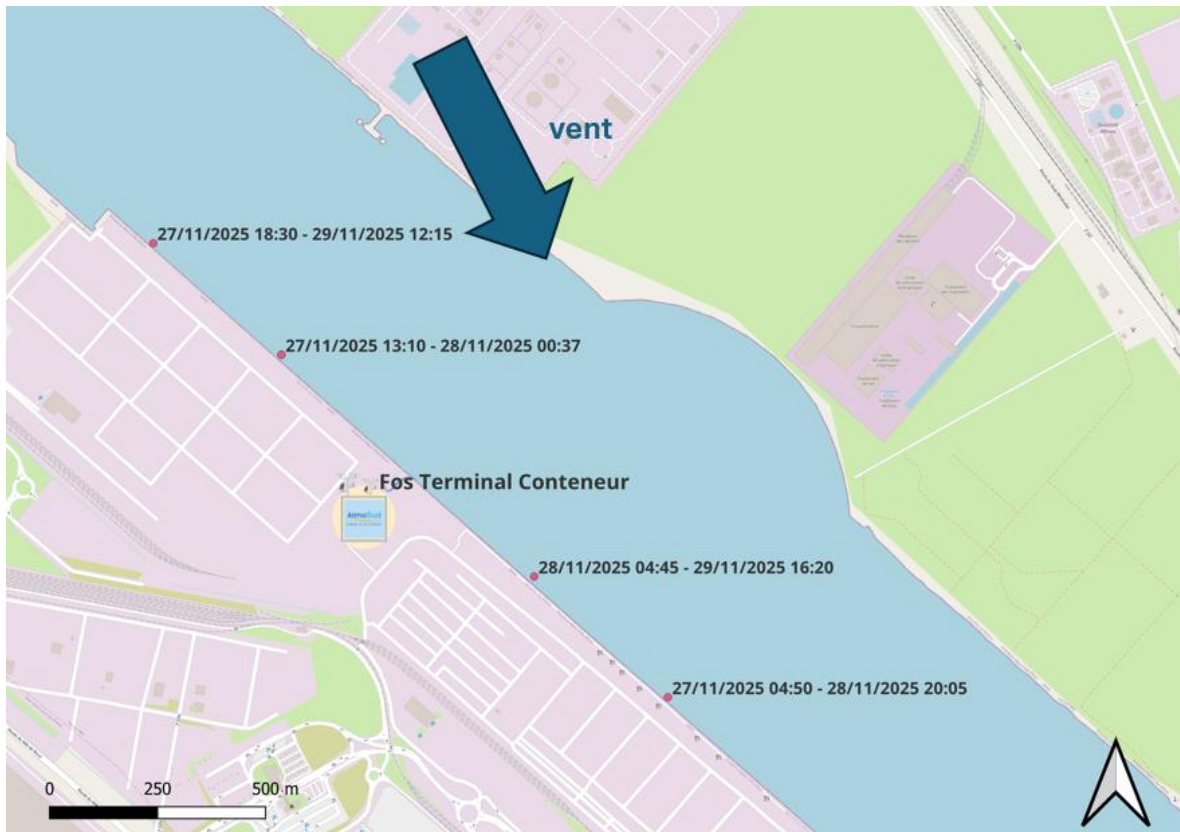 vent
27/11/2025 18:30 - 29/11/2025 12:15
27/11/2025 13:10 - 28/11/2025 00:37
Fos Terminal Conteneur
AtmoSud
28/11/2025 04:45 - 29/11/2025 16:20
27/11/2025 04:50 - 28/11/2025 20:05
0 250 500 m